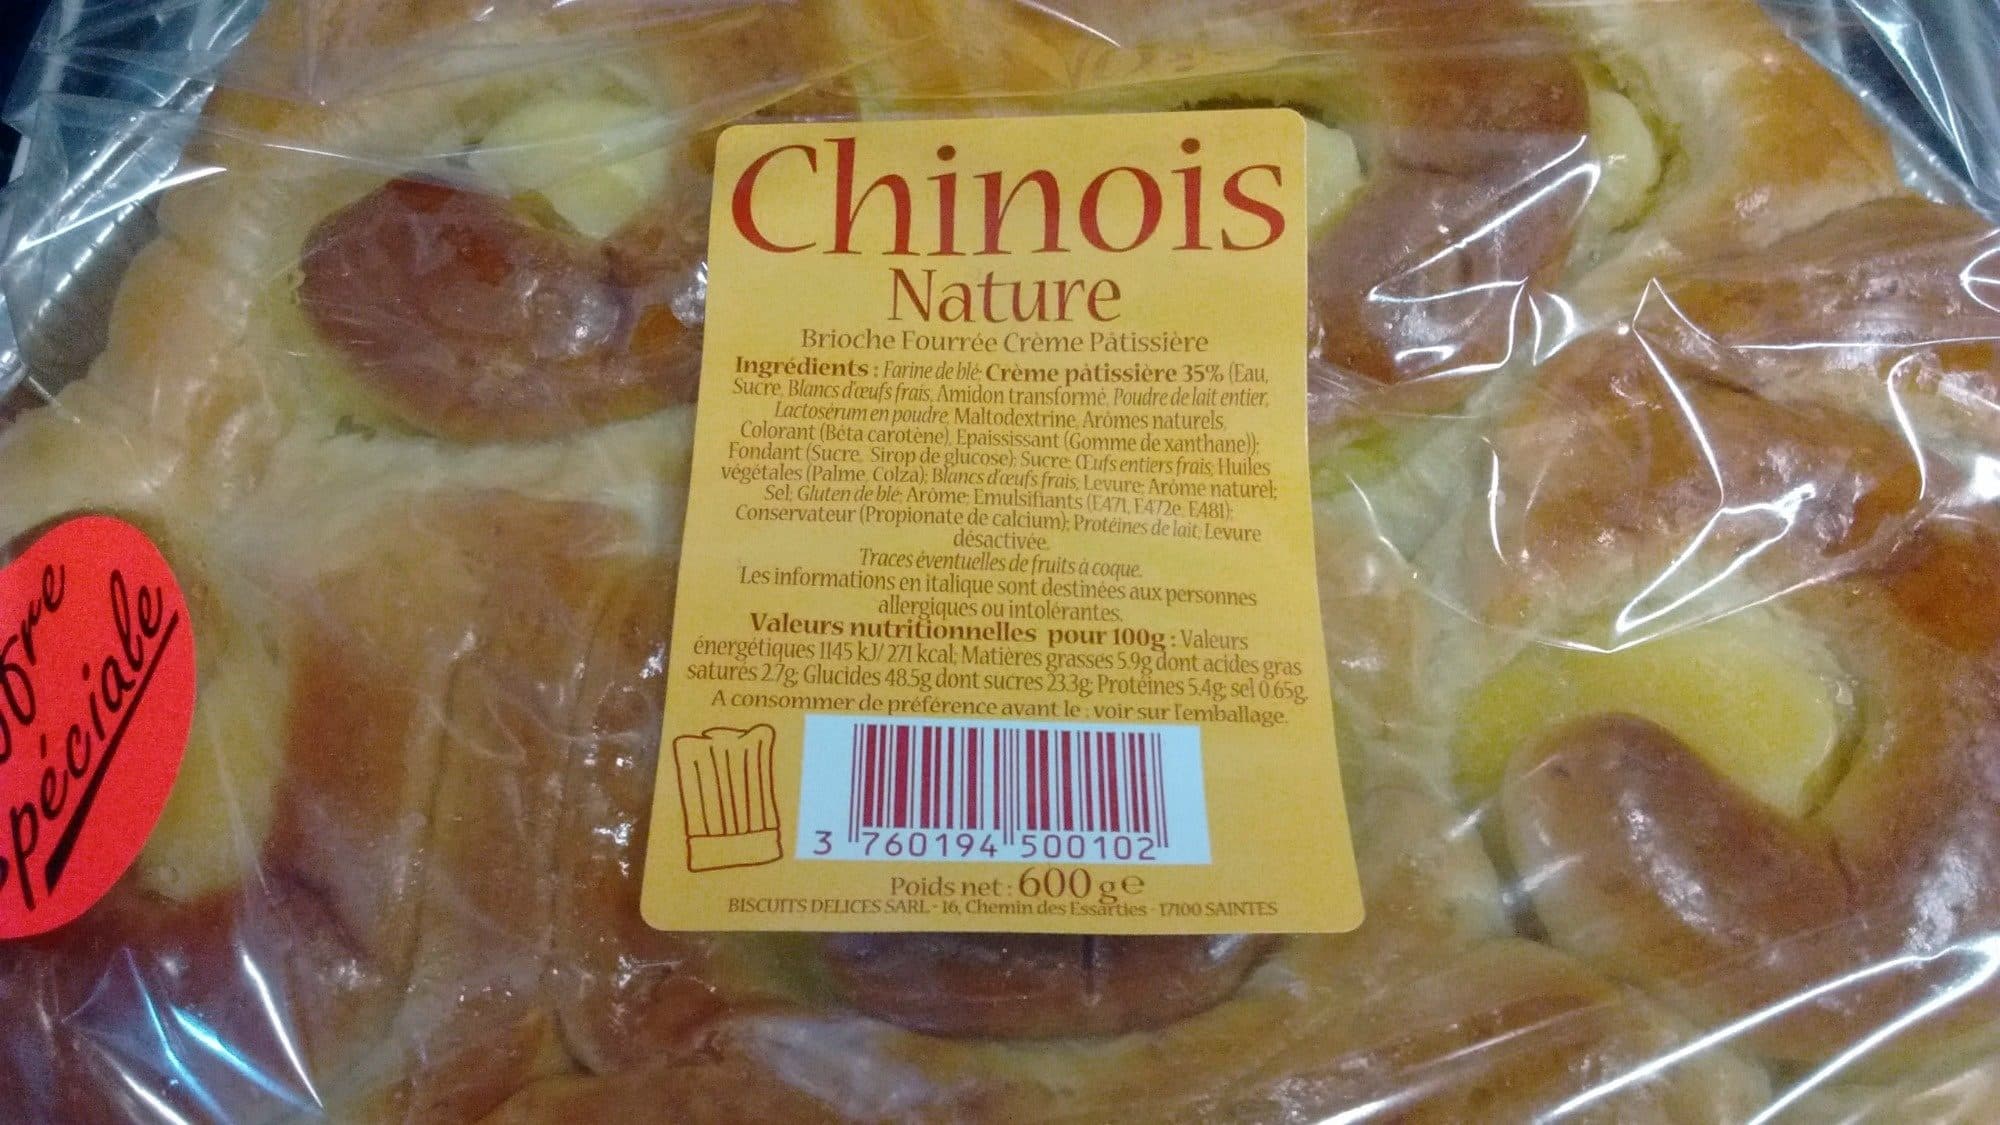 Chinois
Nature
Brioche Fourrée Crème Pâtissière
Ingrédients : Farine de blé; Crème pâtissière 35% (Eau,
Sucre, Blancs d'œufs frais, Amidon transformé, Poudre de lait entier,
Lactosérum en poudre, Maltodextrine, Arômes naturels,
Colorant (Béta carotène), Epaississant (Gomme de xanthane));
Fondant (Sucre, Sirop de glucose); Sucre; Œufs entiers frais; Huiles
végétales (Palme, Colza); Blancs d'œufs frais; Levure; Arôme naturel;
Sel; Gluten de blé; Arôme; Emulsifiants (E471, E472e, E481);
Conservateur (Propionate de calcium); Protéines de lait; Levure
désactivée.
Traces éventuelles de fruits à coque.
Les informations en italique sont destinées aux personnes
allergiques ou intolérantes.
Valeurs nutritionnelles pour 100g : Valeurs
énergétiques 1145 kJ/ 271 kcal; Matières grasses 5.9g dont acides gras
saturés 2.7g; Glucides 48.5g dont sucres 23.3g; Protéines 5.4g; sel 0.65g.
A consommer de préférence avant le : voir sur l'emballage.
3 760194 500102
Poids net : 600 g e
BISCUITS DELICES SARL - 16, Chemin des Essarties - 17100 SAINTES
ffre
spéciale